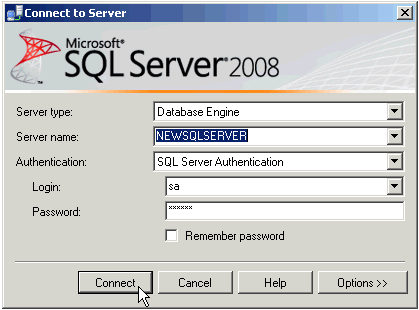 Connect to Server
Microsoft®
SQL Server 2008
Server type: Database Engine
Server name: NEWSQLSERVER
Authentication: SQL Server Authentication
Login: sa
Password: ******
Remember password
Connect Cancel Help Options >>